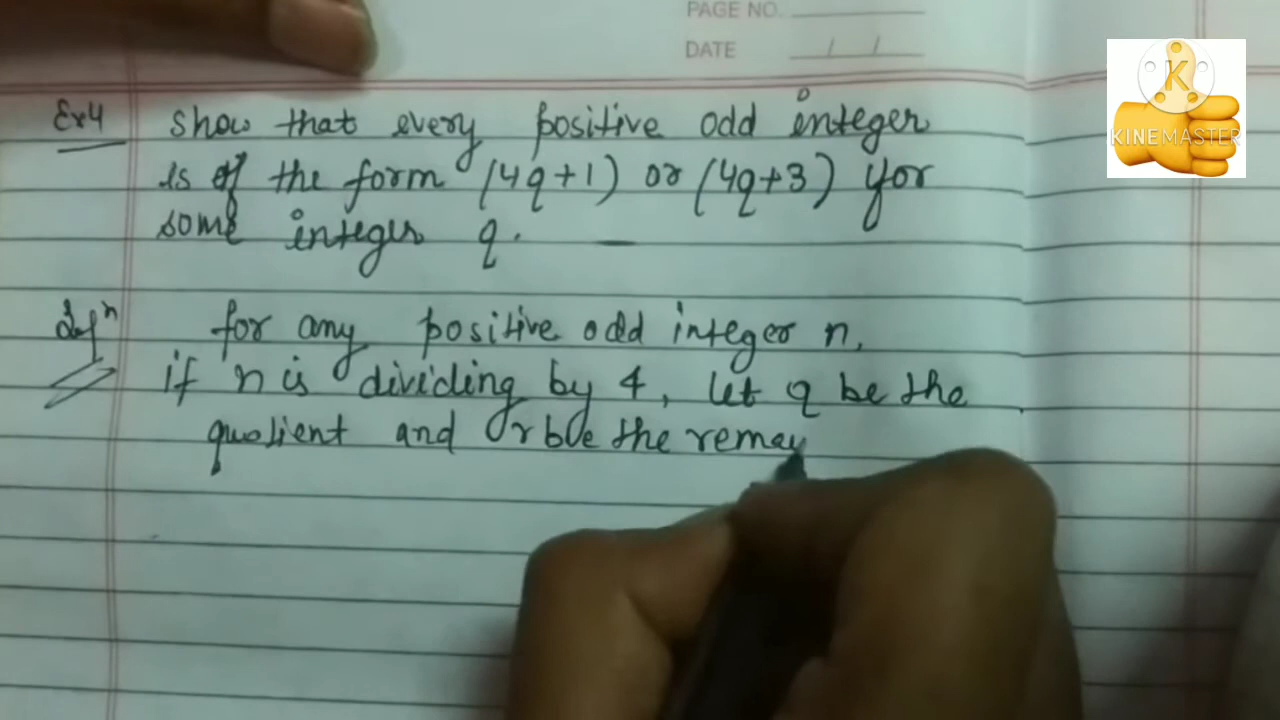 PAGE NO.
DATE / /
KINEMASTER
Ex4 Show that every positive odd integer
is of the form (4q+1) or (4q+3) for
some integer q.
Solⁿ for any positive odd integer n,
if n is dividing by 4, let q be the
quotient and r be the remai